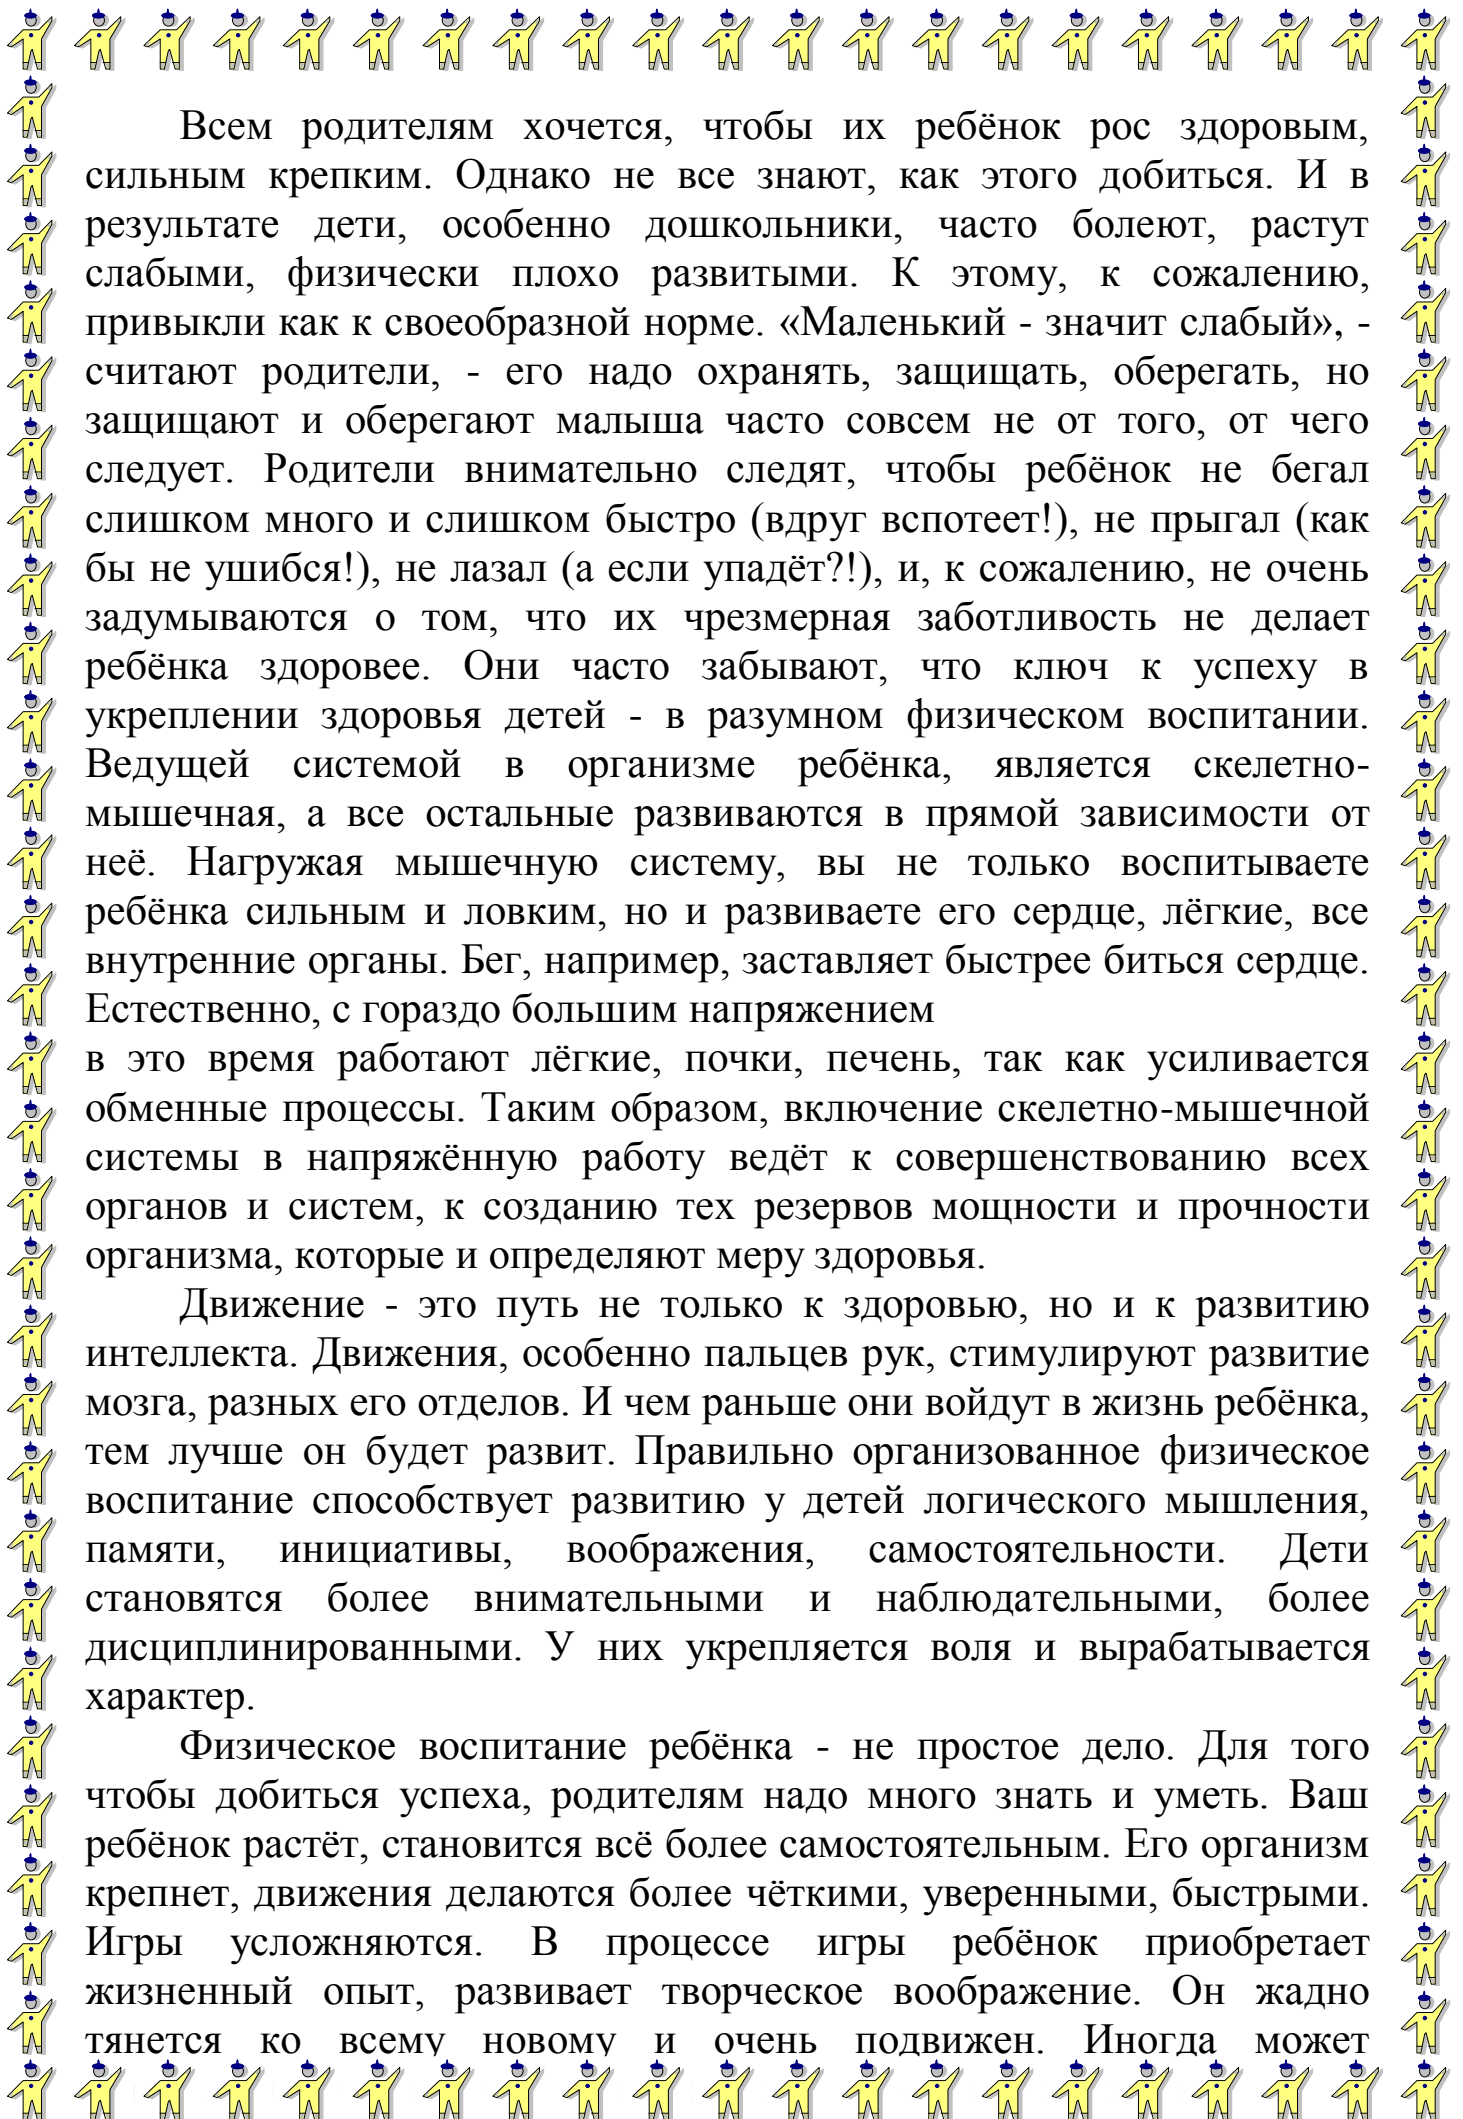 Всем родителям хочется, чтобы их ребёнок рос здоровым,
сильным крепким. Однако не все знают, как этого добиться. И в
результате дети, особенно дошкольники, часто болеют, растут
слабыми, физически плохо развитыми. К этому, к сожалению,
привыкли как к своеобразной норме. «Маленький - значит слабый», -
считают родители, - его надо охранять, защищать, оберегать, но
защищают и оберегают малыша часто совсем не от того, от чего
следует. Родители внимательно следят, чтобы ребёнок не бегал
слишком много и слишком быстро (вдруг вспотеет!), не прыгал (как
бы не ушибся!), не лазал (а если упадёт?!), и, к сожалению, не очень
задумываются о том, что их чрезмерная заботливость не делает
ребёнка здоровее. Они часто забывают, что ключ к успеху в
укреплении здоровья детей - в разумном физическом воспитании.
Ведущей системой в организме ребёнка, является скелетно-
мышечная, а все остальные развиваются в прямой зависимости от
неё. Нагружая мышечную систему, вы не только воспитываете
ребёнка сильным и ловким, но и развиваете его сердце, лёгкие, все
внутренние органы. Бег, например, заставляет быстрее биться сердце.
Естественно, с гораздо большим напряжением
в это время работают лёгкие, почки, печень, так как усиливается
обменные процессы. Таким образом, включение скелетно-мышечной
системы в напряжённую работу ведёт к совершенствованию всех
органов и систем, к созданию тех резервов мощности и прочности
организма, которые и определяют меру здоровья.
Движение - это путь не только к здоровью, но и к развитию
интеллекта. Движения, особенно пальцев рук, стимулируют развитие
мозга, разных его отделов. И чем раньше они войдут в жизнь ребёнка,
тем лучше он будет развит. Правильно организованное физическое
воспитание способствует развитию у детей логического мышления,
памяти, инициативы, воображения, самостоятельности. Дети
становятся более внимательными и наблюдательными, более
дисциплинированными. У них укрепляется воля и вырабатывается
характер.
Физическое воспитание ребёнка - не простое дело. Для того
чтобы добиться успеха, родителям надо много знать и уметь. Ваш
ребёнок растёт, становится всё более самостоятельным. Его организм
крепнет, движения делаются более чёткими, уверенными, быстрыми.
Игры усложняются. В процессе игры ребёнок приобретает
жизненный опыт, развивает творческое воображение. Он жадно
тянется ко всему новому и очень подвижен. Иногда может